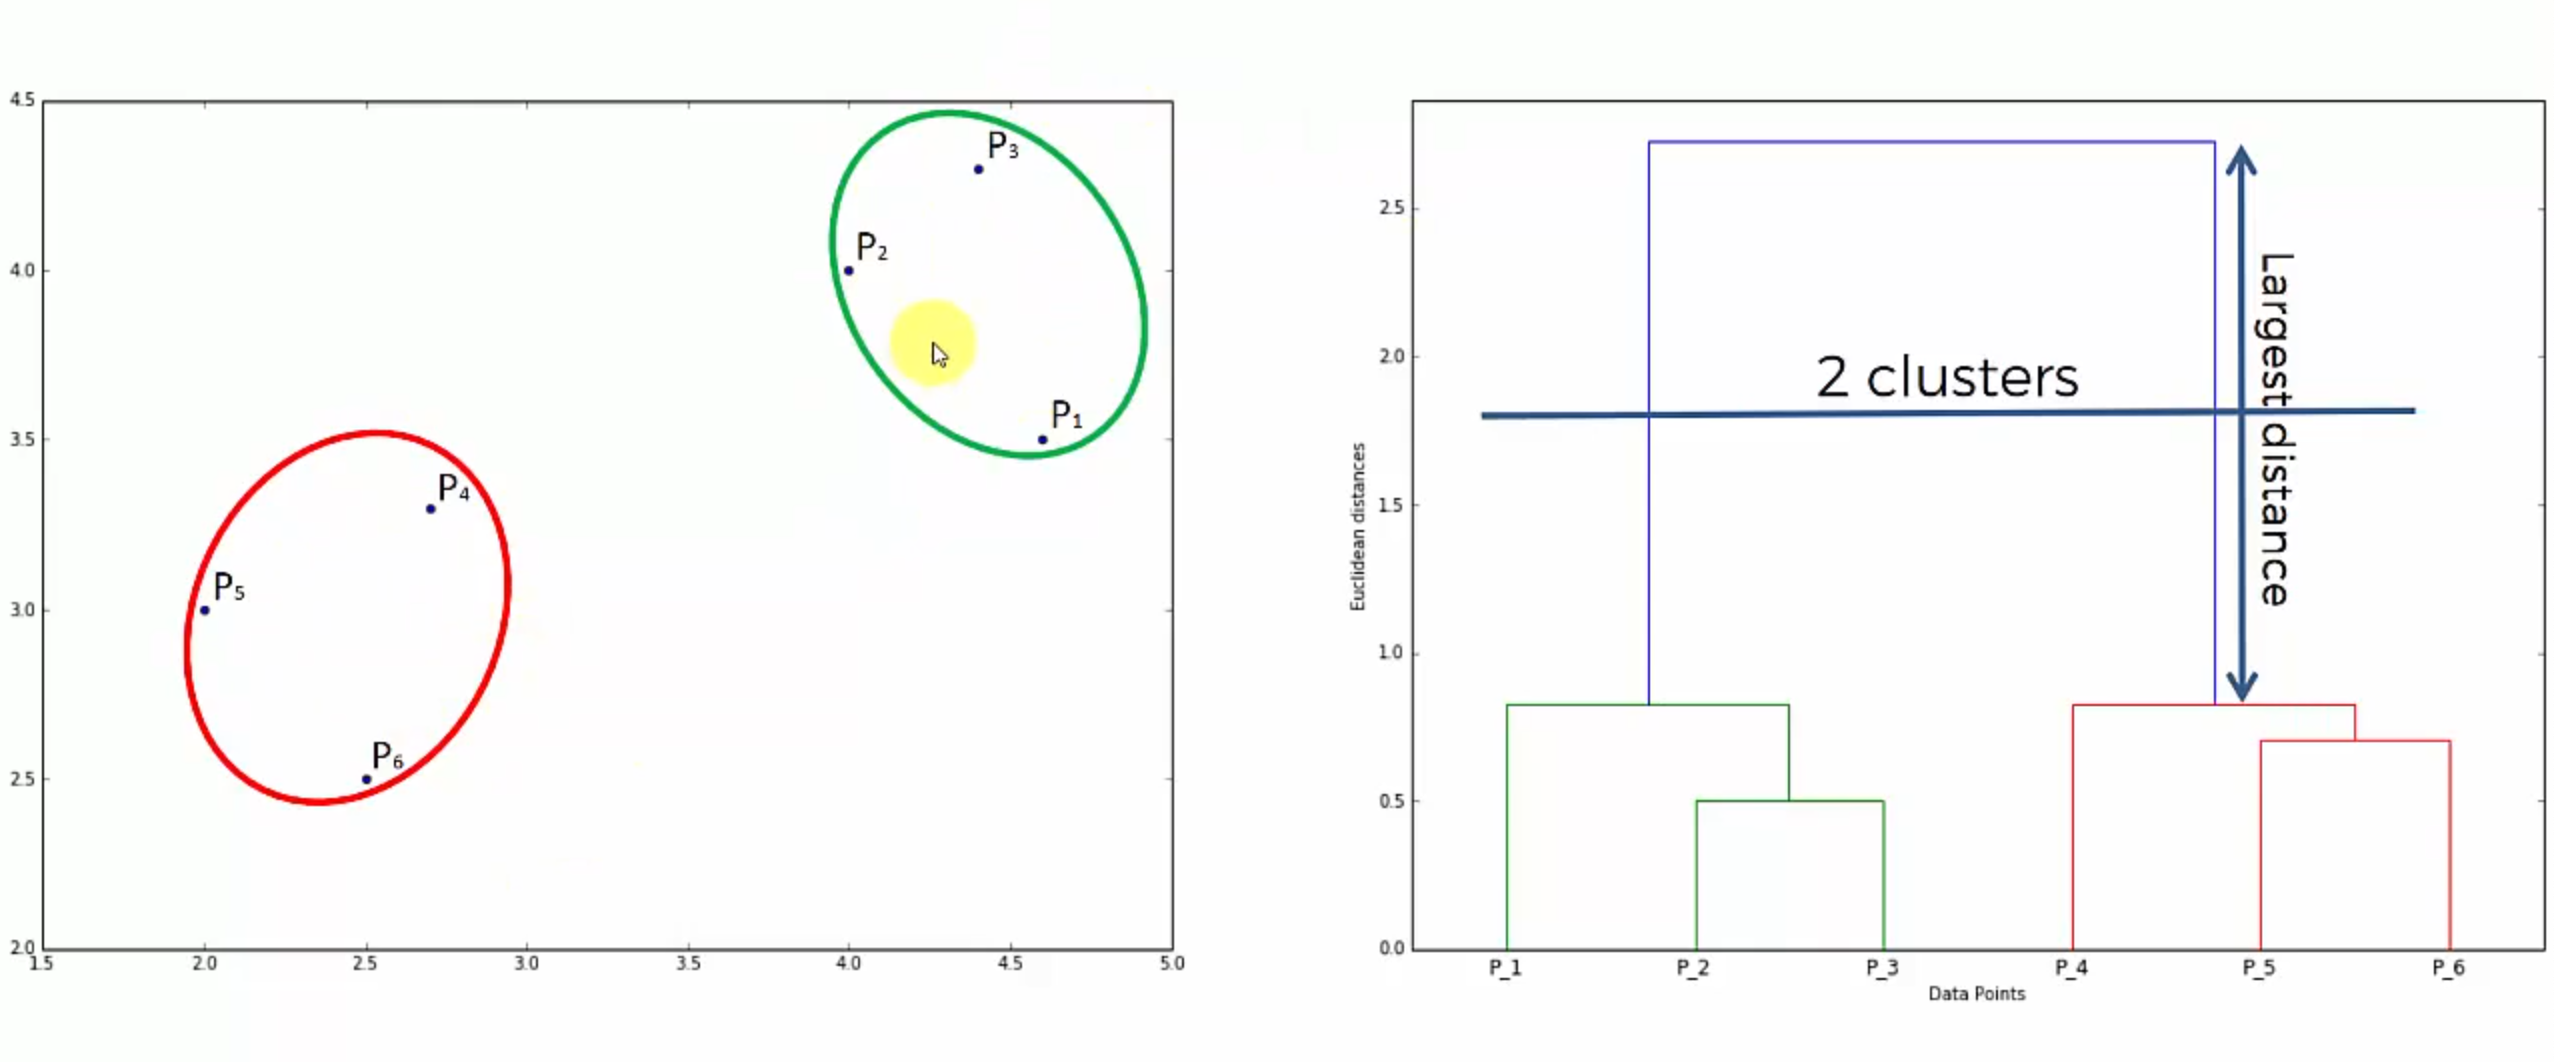 4.5
P3
4.0
P2
P1
3.5
P4
P5
3.0
P6
2.5
2.0
1.5 2.0 2.5 3.0 3.5 4.0 4.5 5.0
2.5
2.0
2 clusters
Largest distance
1.5
Euclidean distances
1.0
0.5
0.0
P_1 P_2 P_3 P_4 P_5 P_6
Data Points